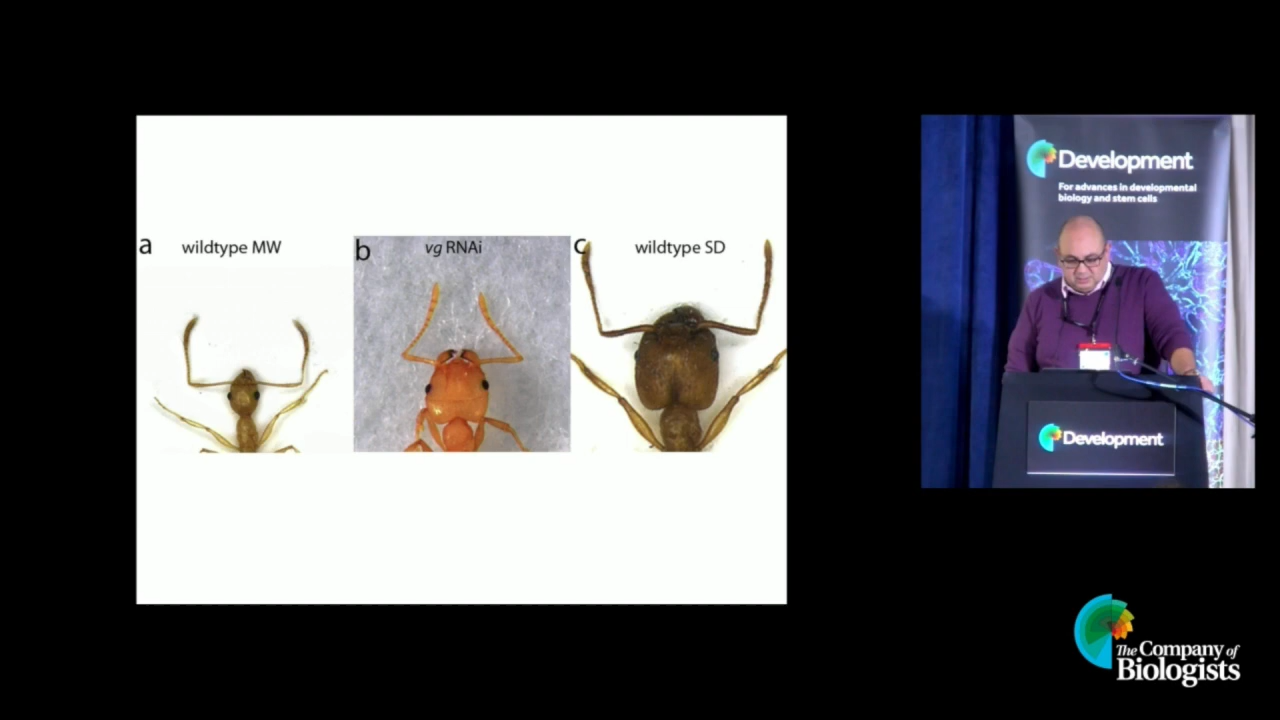 a
wildtype MW
b
vg RNAi
c
wildtype SD
Development
For advances in developmental
biology and stem cells
Development
The Company of
Biologists